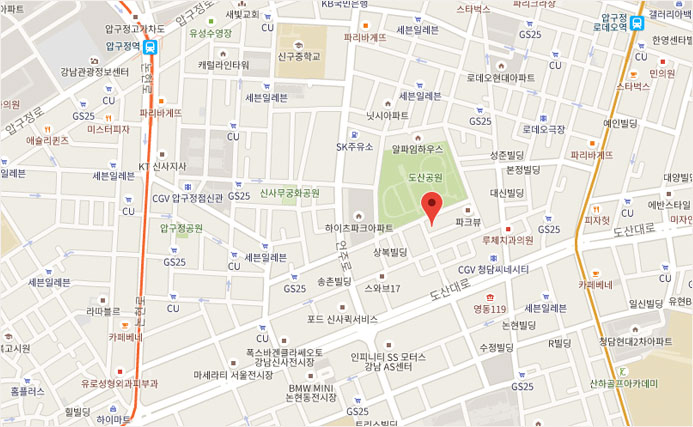 새빛교회
KB국민은행
스타벅스
파리크라상
압구정
로데오역
갤러리아백
압구정고가차도
유성수영장
파리바게뜨
GS25
한영센트럴
압구정역
강남관광정보센터
신구중학교
캐럴라인타워
로데오현대아파트
민의원
스타벅스
CU
논현로
세븐일레븐
파리바게뜨
세븐일레븐
CU
닛시아파트
GS25
로데오극장
예인빌딩
압구정로
애슐리퀸즈
미스터피자
SK주유소
알파임하우스
성준빌딩
파리바게뜨
KT 신사지사
본정빌딩
도산공원
대양빌딩
세븐일레븐
GS25
CGV 압구정점신관
신사무궁화공원
대신빌딩
에반스타일
CU
압구정공원
하이츠파크아파트
파크뷰
피자헛
미자인
도산대로
루체치과의원
언주로
상복빌딩
세븐일레븐
GS25
세븐일레븐
CGV 청담씨네시티
송촌빌딩
GS25
스와브17
도산대로
카페베네
CU
영동119
라따블르
CU
포드 신사퀵서비스
세븐일레븐
일신빌딩
논현로
카페베네
논현빌딩
청담현대2차아파트
폭스바겐클라쎄오토
강남신사전시장
인피니티 SS 모터스
강남 AS센터
수정빌딩
GS25
마세라티 서울전시장
유로성형외과피부과
BMW MINI
논현동전시장
GS25
산하골프아카데미
홈플러스
힐빌딩
하이마트
CU
트리스빌딩
CU